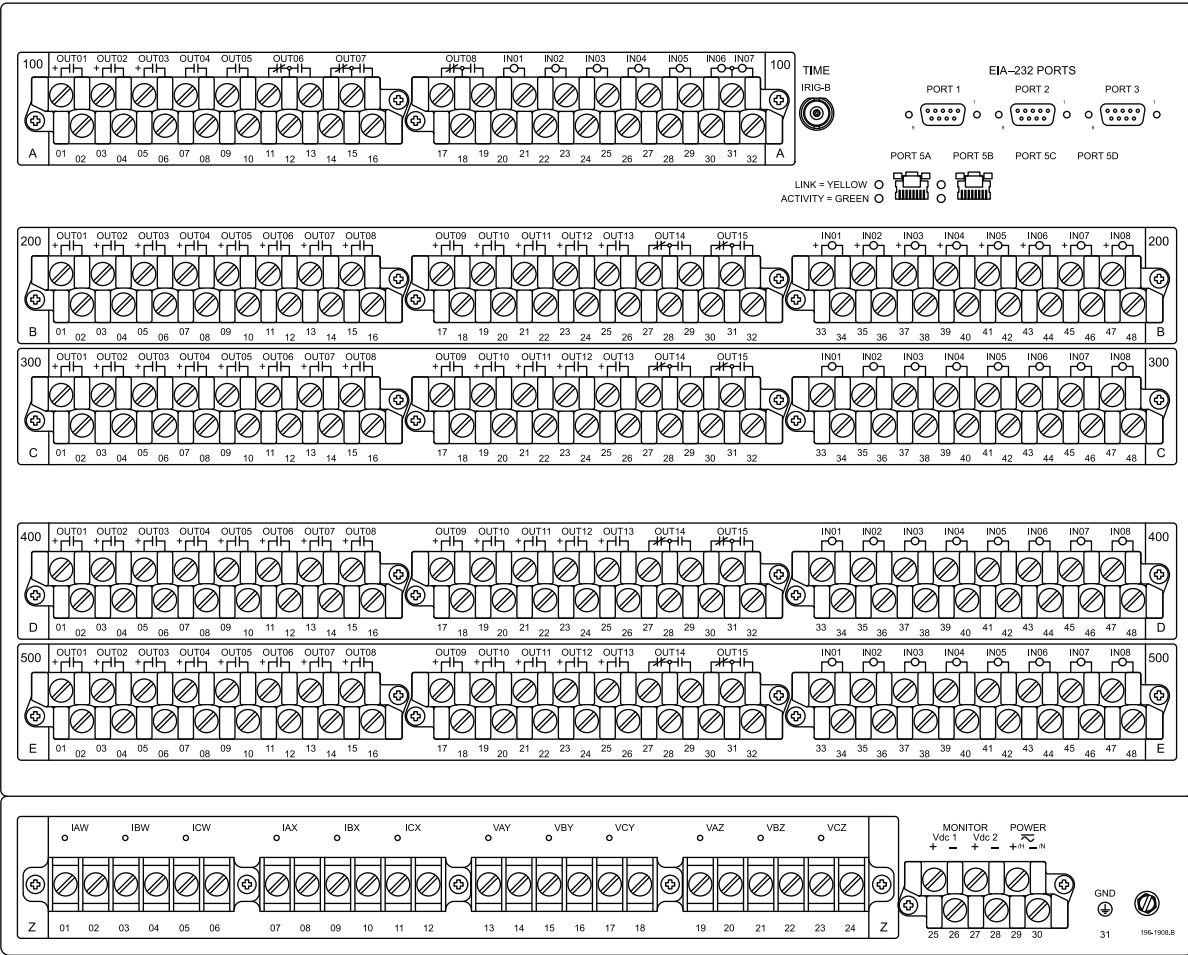 100 OUT01 OUT02 OUT03 OUT04 OUT05 OUT06 OUT07 OUT08 IN01 IN02 IN03 IN04 IN05 IN06 IN07 100
+ + +
A 01 02 03 04 05 06 07 08 09 10 11 12 13 14 15 16 17 18 19 20 21 22 23 24 25 26 27 28 29 30 31 32 A
TIME
IRIG-B
EIA–232 PORTS
PORT 1 PORT 2 PORT 3
1 1 1
9 9 9
PORT 5A PORT 5B PORT 5C PORT 5D
LINK = YELLOW
ACTIVITY = GREEN
200 OUT01 OUT02 OUT03 OUT04 OUT05 OUT06 OUT07 OUT08 OUT09 OUT10 OUT11 OUT12 OUT13 OUT14 OUT15 IN01 IN02 IN03 IN04 IN05 IN06 IN07 IN08 200
+ + + + + + + + + + + + + + + + + + + + +
B 01 02 03 04 05 06 07 08 09 10 11 12 13 14 15 16 17 18 19 20 21 22 23 24 25 26 27 28 29 30 31 32 33 34 35 36 37 38 39 40 41 42 43 44 45 46 47 48 B
300 OUT01 OUT02 OUT03 OUT04 OUT05 OUT06 OUT07 OUT08 OUT09 OUT10 OUT11 OUT12 OUT13 OUT14 OUT15 IN01 IN02 IN03 IN04 IN05 IN06 IN07 IN08 300
+ + + + + + + + + + + + +
C 01 02 03 04 05 06 07 08 09 10 11 12 13 14 15 16 17 18 19 20 21 22 23 24 25 26 27 28 29 30 31 32 33 34 35 36 37 38 39 40 41 42 43 44 45 46 47 48 C
400 OUT01 OUT02 OUT03 OUT04 OUT05 OUT06 OUT07 OUT08 OUT09 OUT10 OUT11 OUT12 OUT13 OUT14 OUT15 IN01 IN02 IN03 IN04 IN05 IN06 IN07 IN08 400
+ + + + + + + + + + + + +
D 01 02 03 04 05 06 07 08 09 10 11 12 13 14 15 16 17 18 19 20 21 22 23 24 25 26 27 28 29 30 31 32 33 34 35 36 37 38 39 40 41 42 43 44 45 46 47 48 D
500 OUT01 OUT02 OUT03 OUT04 OUT05 OUT06 OUT07 OUT08 OUT09 OUT10 OUT11 OUT12 OUT13 OUT14 OUT15 IN01 IN02 IN03 IN04 IN05 IN06 IN07 IN08 500
+ + + + + + + + + + + + +
E 01 02 03 04 05 06 07 08 09 10 11 12 13 14 15 16 17 18 19 20 21 22 23 24 25 26 27 28 29 30 31 32 33 34 35 36 37 38 39 40 41 42 43 44 45 46 47 48 E
IAW IBW ICW IAX IBX ICX VAY VBY VCY VAZ VBZ VCZ
Z 01 02 03 04 05 06 07 08 09 10 11 12 13 14 15 16 17 18 19 20 21 22 23 24 Z
MONITOR POWER
Vdc 1 Vdc 2
+ – + – +/H –/N
25 26 27 28 29 30
GND
31
196-1908.B